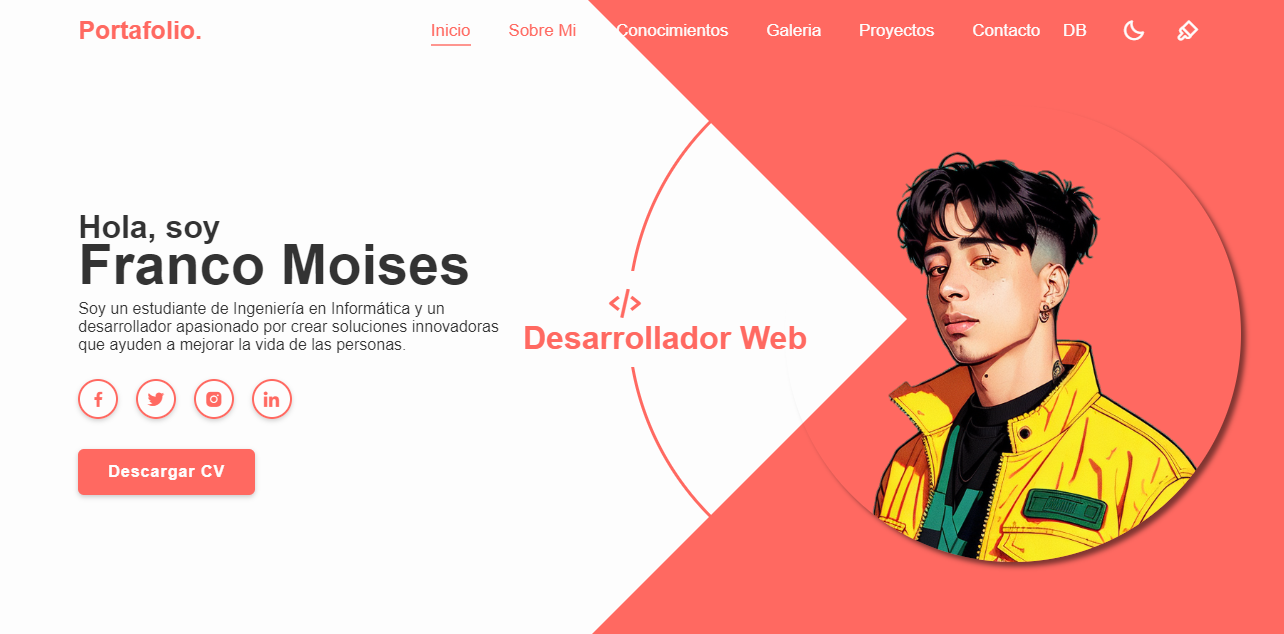 Portafolio.
Inicio Sobre Mi Conocimientos Galeria Proyectos Contacto DB
Hola, soy
Franco Moises
Soy un estudiante de Ingeniería en Informática y un
desarrollador apasionado por crear soluciones innovadoras
que ayuden a mejorar la vida de las personas.
</>
Desarrollador Web
Descargar CV